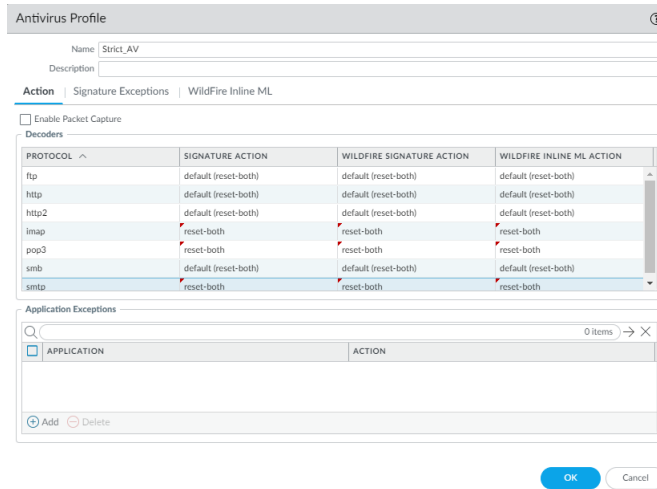 Antivirus Profile
Name Strict_AV
Description
Action | Signature Exceptions | WildFire Inline ML
Enable Packet Capture
Decoders
PROTOCOL SIGNATURE ACTION WILDFIRE SIGNATURE ACTION WILDFIRE INLINE ML ACTION
ftp default (reset-both) default (reset-both) default (reset-both)
http default (reset-both) default (reset-both) default (reset-both)
http2 default (reset-both) default (reset-both) default (reset-both)
imap reset-both reset-both reset-both
pop3 reset-both reset-both reset-both
smb default (reset-both) default (reset-both) default (reset-both)
smtp reset-both reset-both reset-both
Application Exceptions
0 items
APPLICATION ACTION
Add Delete
OK Cancel